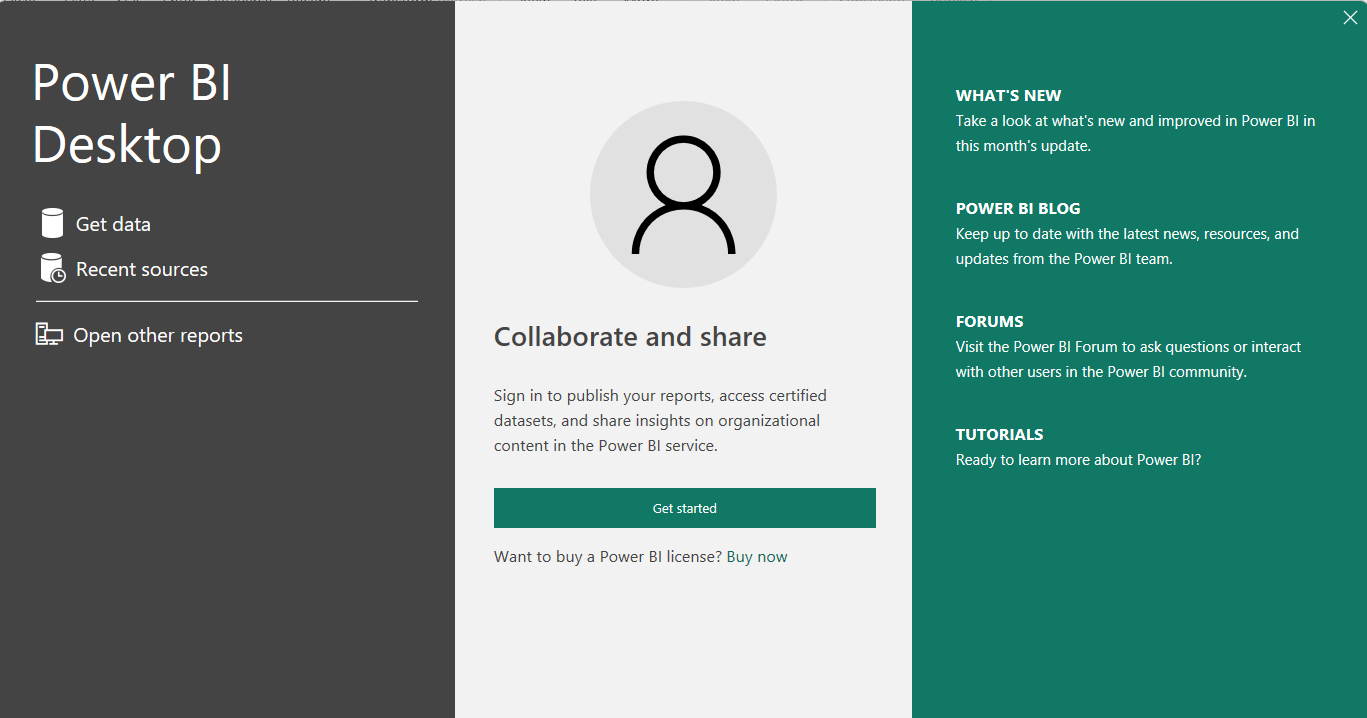 Power BI
Desktop
Get data
Recent sources
Open other reports
Collaborate and share
Sign in to publish your reports, access certified
datasets, and share insights on organizational
content in the Power BI service.
Get started
Want to buy a Power BI license? Buy now
WHAT'S NEW
Take a look at what's new and improved in Power BI in
this month's update.
POWER BI BLOG
Keep up to date with the latest news, resources, and
updates from the Power BI team.
FORUMS
Visit the Power BI Forum to ask questions or interact
with other users in the Power BI community.
TUTORIALS
Ready to learn more about Power BI?